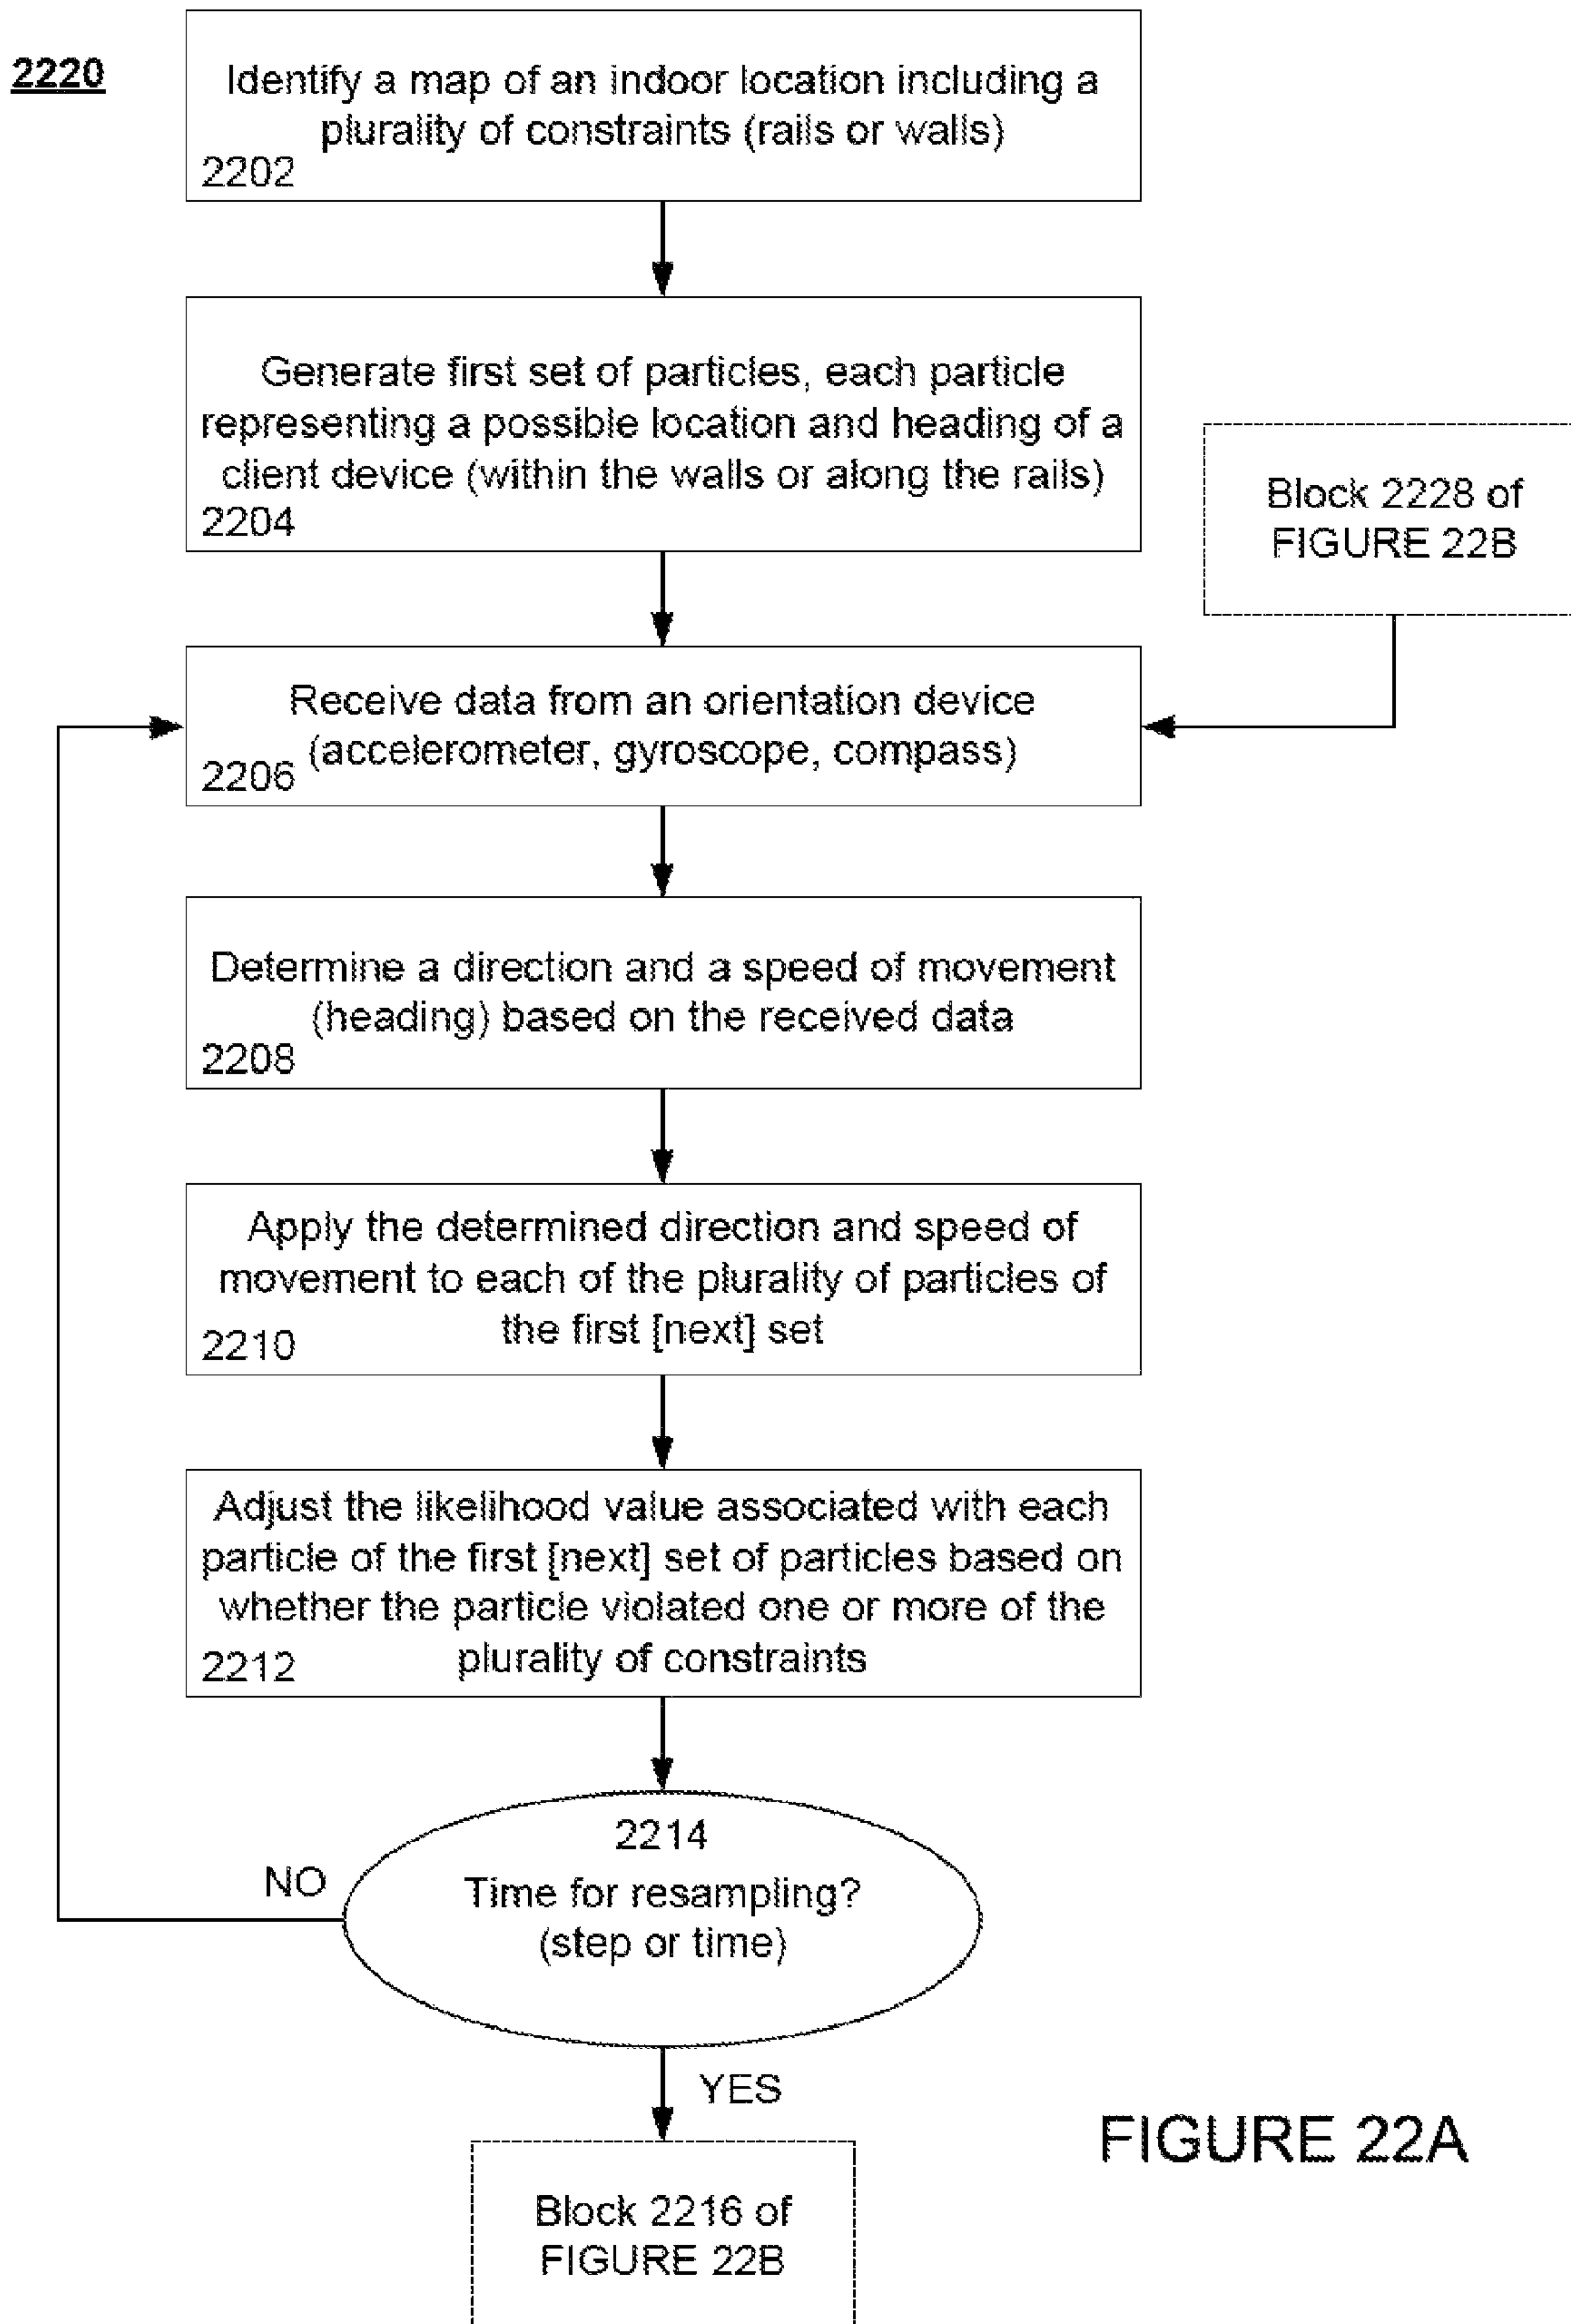 2220
Identify a map of an indoor location including a
plurality of constraints (rails or walls)
2202
Generate first set of particles, each particle
representing a possible location and heading of a
client device (within the walls or along the rails)
2204
Block 2228 of
FIGURE 22B
Receive data from an orientation device
(accelerometer, gyroscope, compass)
2206
Determine a direction and a speed of movement
(heading) based on the received data
2208
Apply the determined direction and speed of
movement to each of the plurality of particles of
the first [next] set
2210
Adjust the likelihood value associated with each
particle of the first [next] set of particles based on
whether the particle violated one or more of the
plurality of constraints
2212
2214
Time for resampling?
(step or time)
NO
YES
Block 2216 of
FIGURE 22B
FIGURE 22A